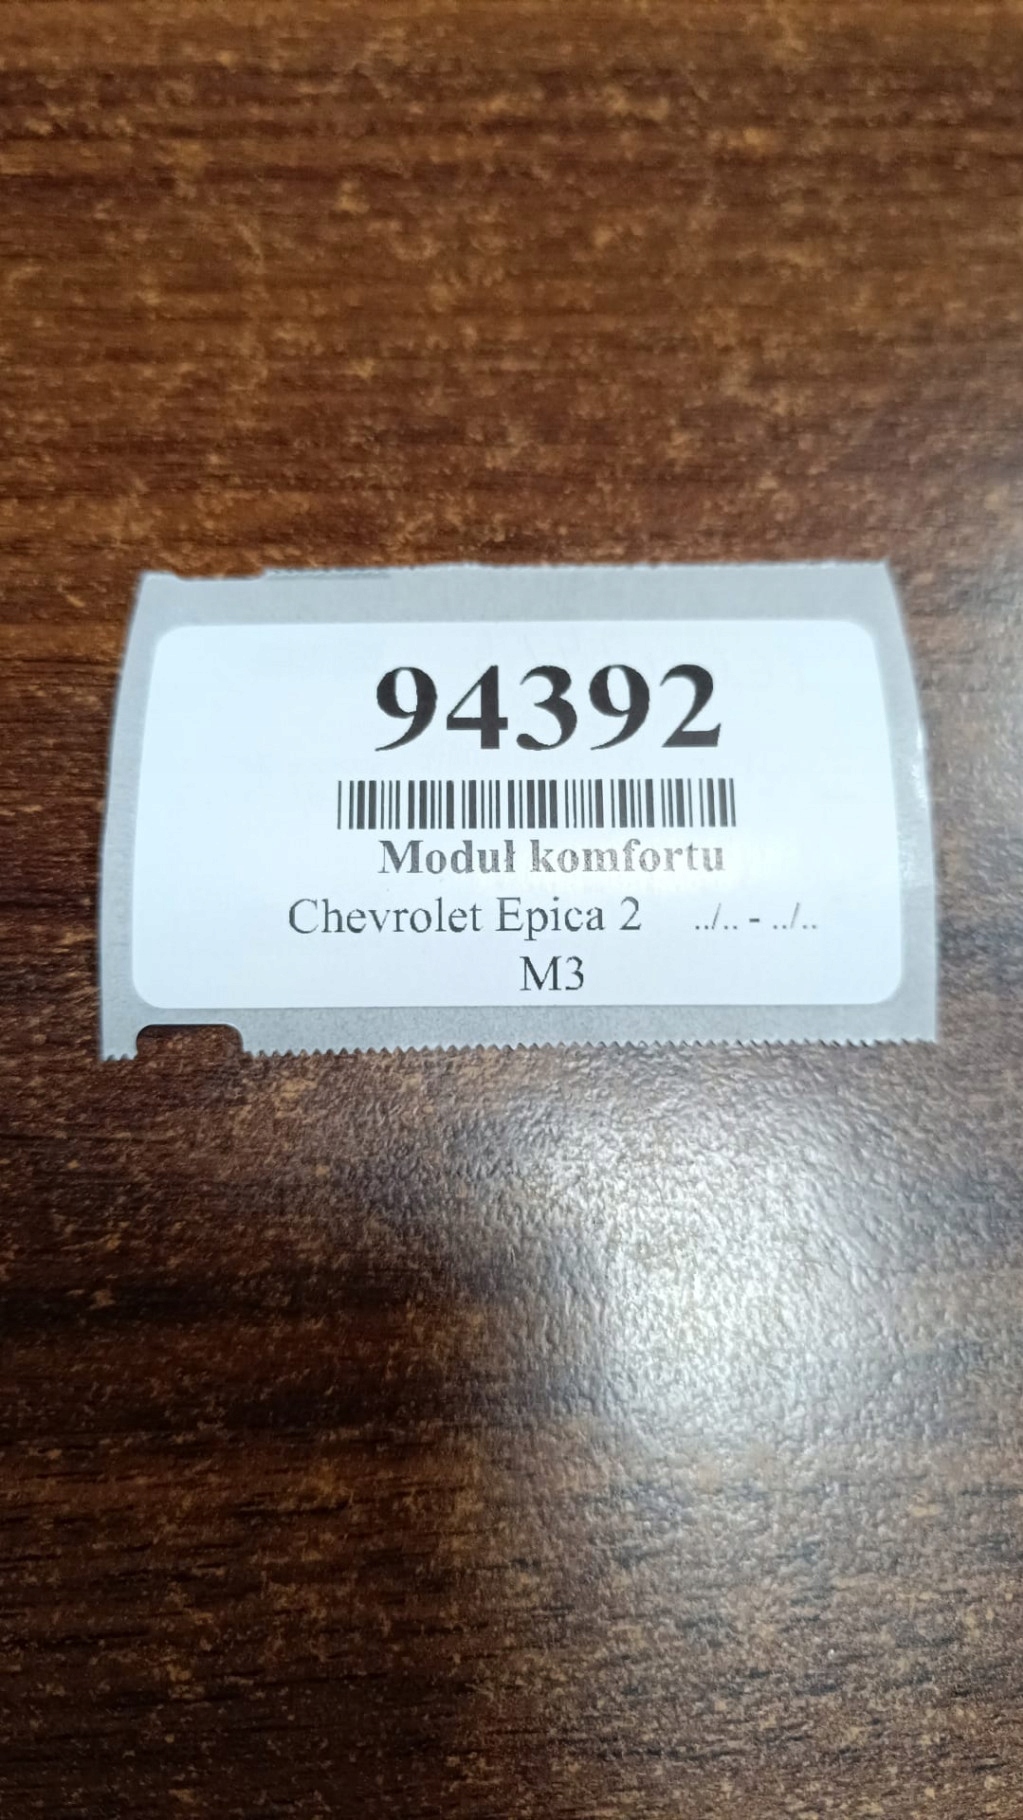 94392
Moduł komfortu
Chevrolet Epica 2 ../.. - ../..
M3